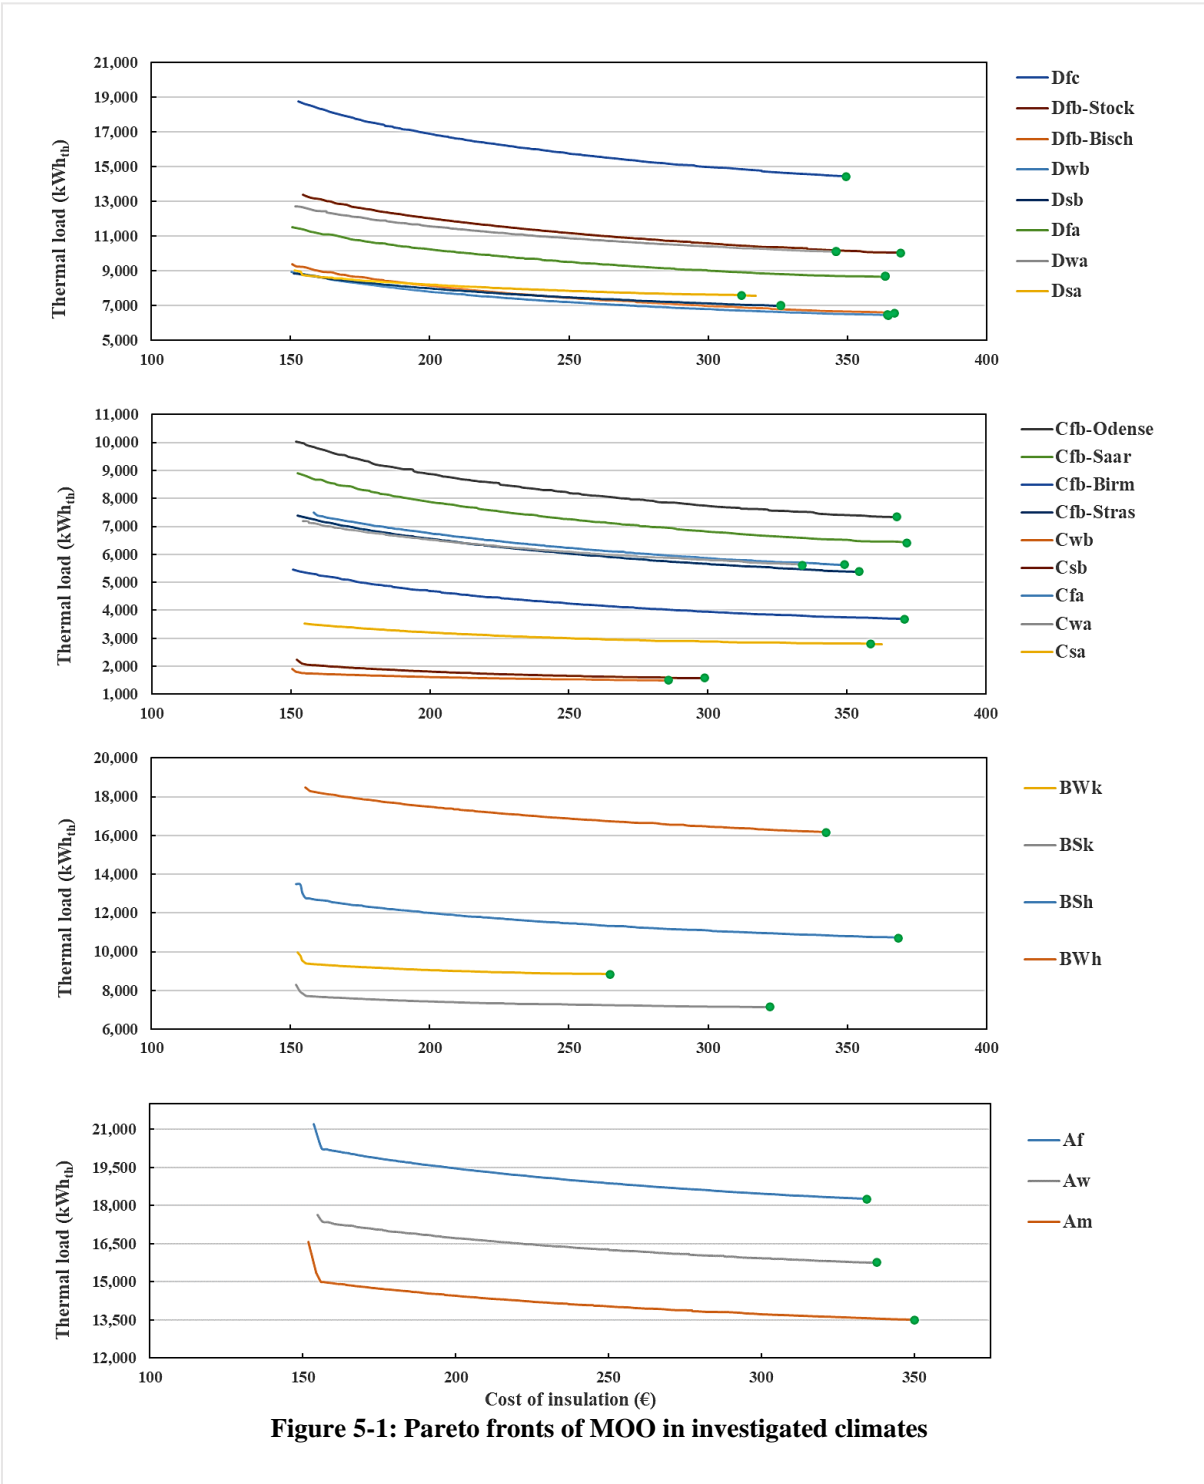 21,000
19,000
17,000
15,000
13,000
11,000
9,000
7,000
5,000
Thermal load (kWhth)
100 150 200 250 300 350 400
Dfc
Dfb-Stock
Dfb-Bisch
Dwb
Dsb
Dfa
Dwa
Dsa
11,000
10,000
9,000
8,000
7,000
6,000
5,000
4,000
3,000
2,000
1,000
Thermal load (kWhth)
100 150 200 250 300 350 400
Cfb-Odense
Cfb-Saar
Cfb-Birm
Cfb-Stras
Cwb
Csb
Cfa
Cwa
Csa
20,000
18,000
16,000
14,000
12,000
10,000
8,000
6,000
Thermal load (kWhth)
100 150 200 250 300 350 400
BWk
BSk
BSh
BWh
21,000
19,500
18,000
16,500
15,000
13,500
12,000
Thermal load (kWhth)
100 150 200 250 300 350
Af
Aw
Am
Cost of insulation (€)
Figure 5-1: Pareto fronts of MOO in investigated climates